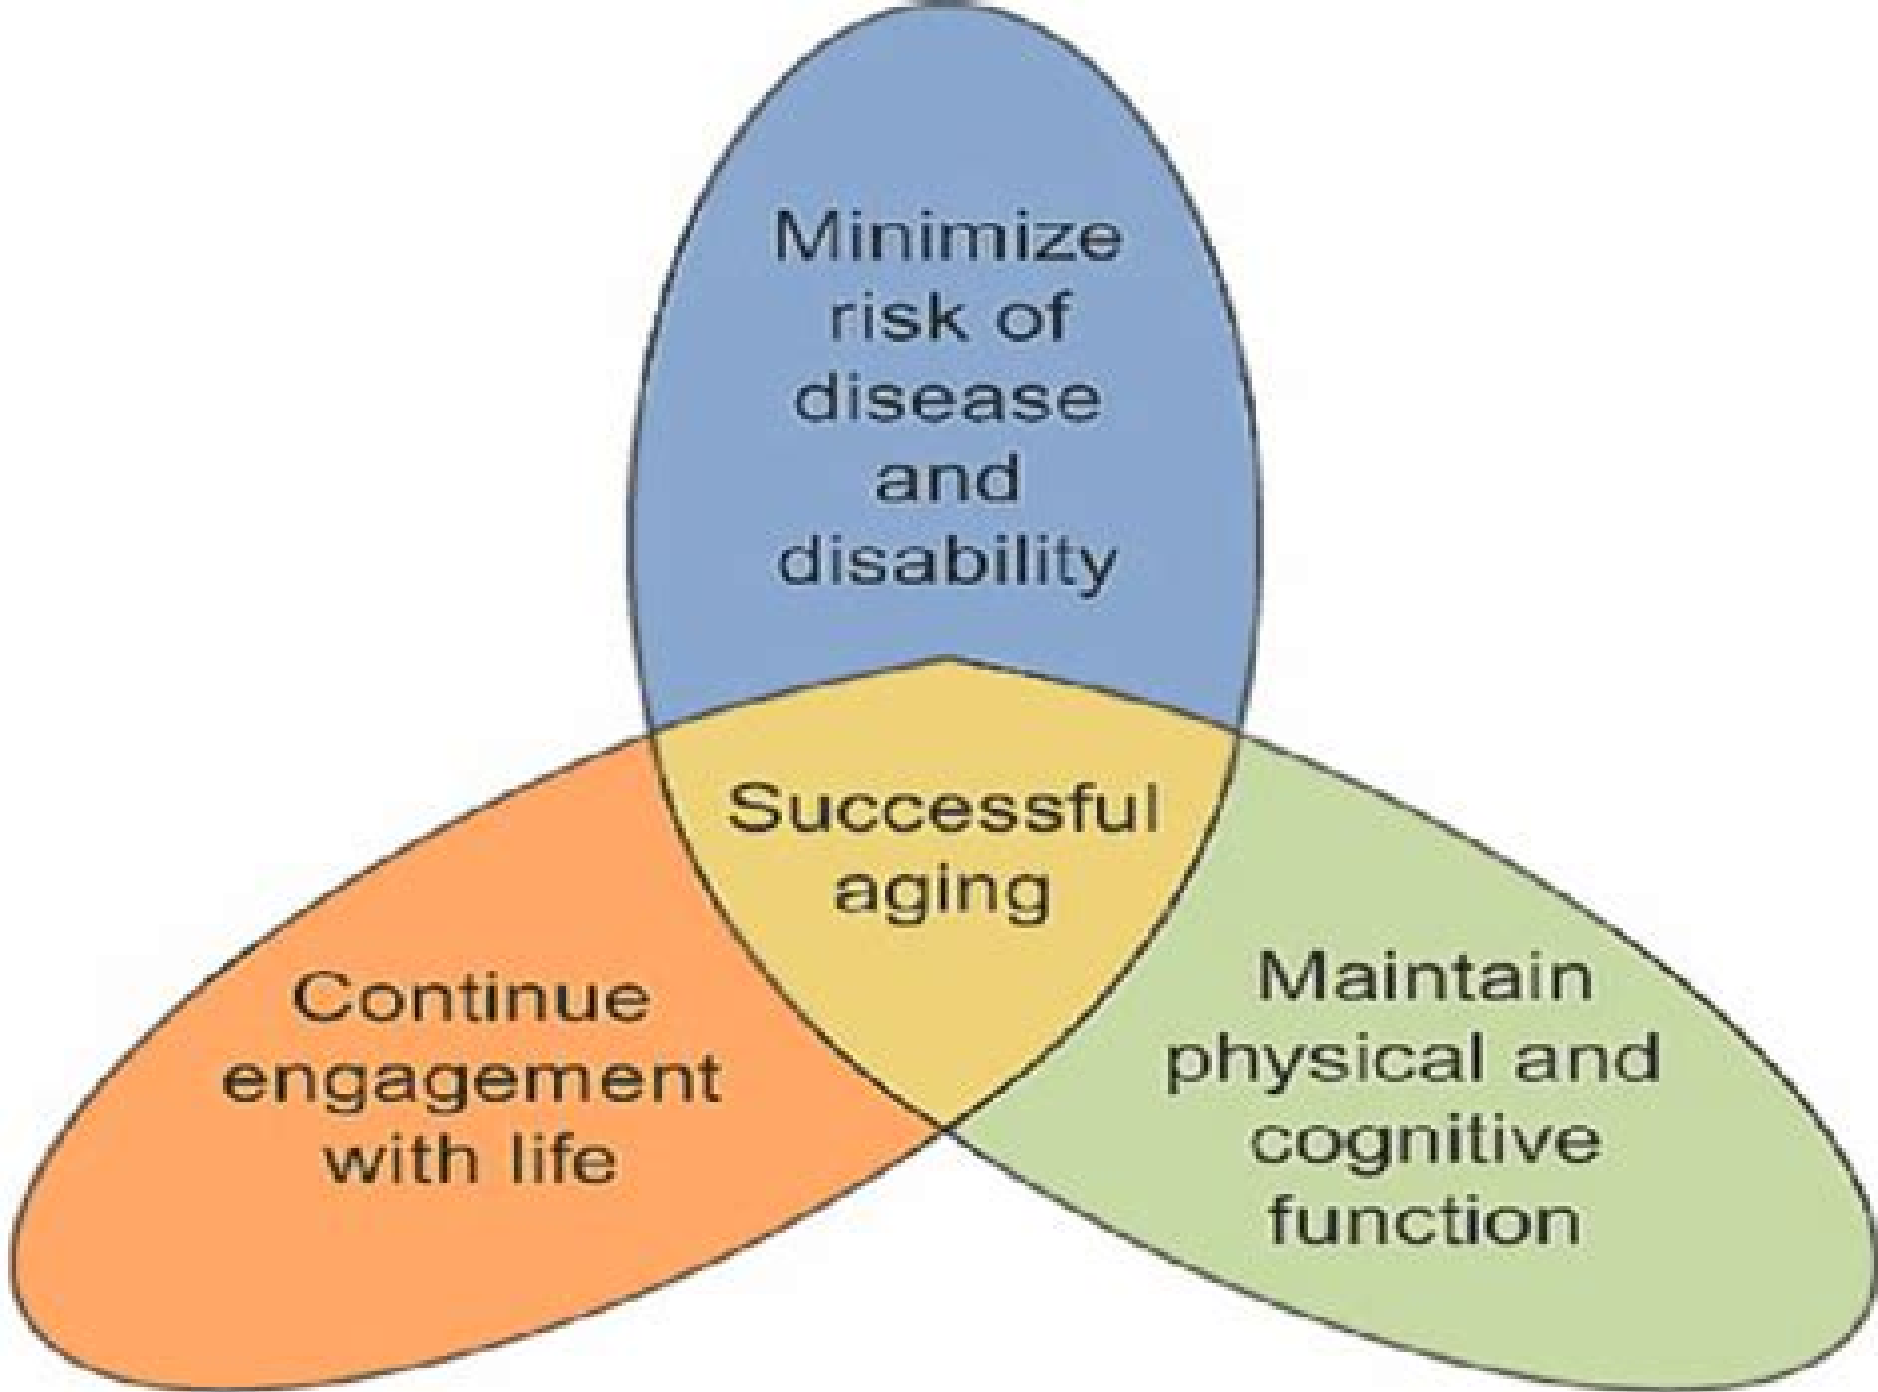 Minimize
risk of
disease
and
disability
Successful
aging
Continue
engagement
with life
Maintain
physical and
cognitive
function